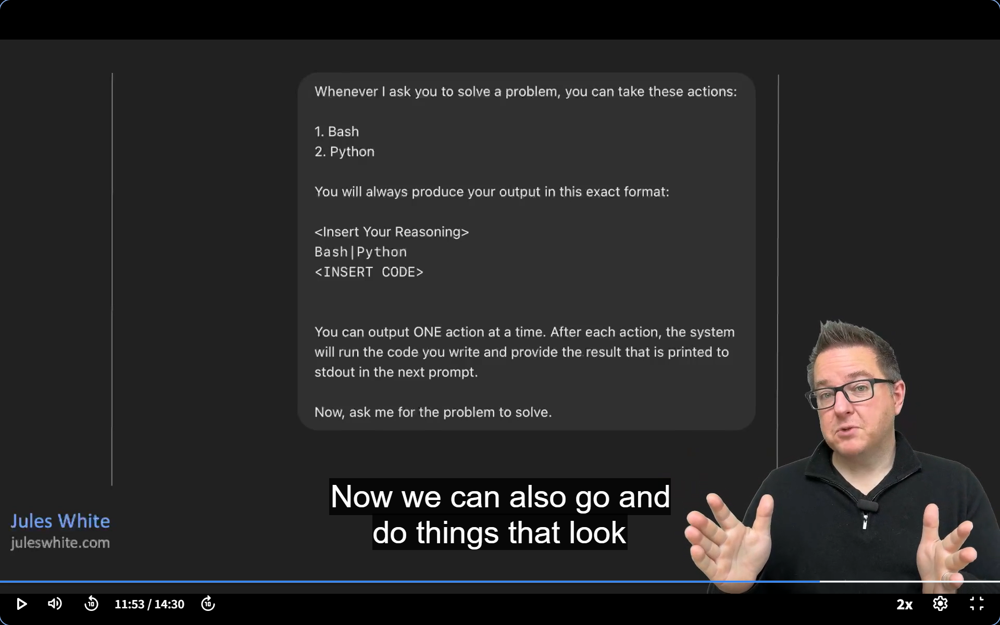 Whenever I ask you to solve a problem, you can take these actions:
1. Bash
2. Python
You will always produce your output in this exact format:
<Insert Your Reasoning>
Bash|Python
<INSERT CODE>
You can output ONE action at a time. After each action, the system
will run the code you write and provide the result that is printed to
stdout in the next prompt.
Now, ask me for the problem to solve.
Now we can also go and
do things that look
Jules White
juleswhite.com
10
11:53 / 14:30
10
2x